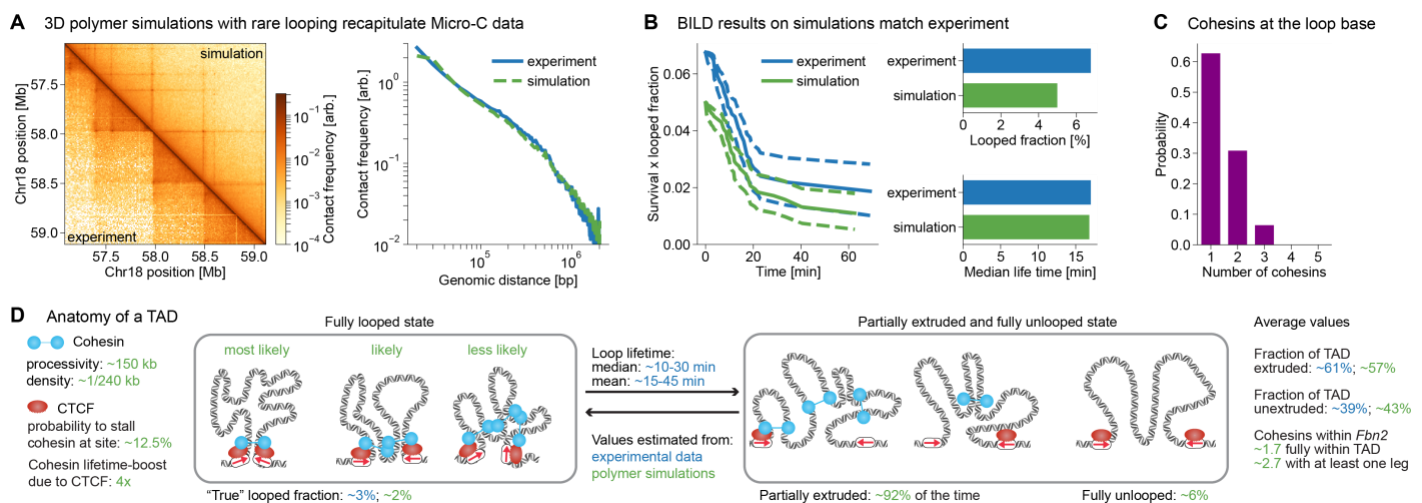 A 3D polymer simulations with rare looping recapitulate Micro-C data
simulation
experiment
57.5
58.0
58.5
59.0
Chr18 position [Mb]
57.5 58.0 58.5 59.0
Chr18 position [Mb]
10⁻¹
10⁻²
10⁻³
10⁻⁴
Contact frequency [arb.]
experiment
simulation
10⁰
10⁻¹
10⁻²
Contact frequency [arb.]
10⁵ 10⁶
Genomic distance [bp]
B BILD results on simulations match experiment
experiment
simulation
0.06
0.04
0.02
0.00
Survival x looped fraction
0 20 40 60
Time [min]
experiment
simulation
0 2 4 6
Looped fraction [%]
experiment
simulation
0 5 10 15
Median life time [min]
C Cohesins at the loop base
0.6
0.5
0.4
0.3
0.2
0.1
0.0
Probability
1 2 3 4 5
Number of cohesins
D Anatomy of a TAD
Cohesin
processivity: ~150 kb
density: ~1/240 kb
CTCF
probability to stall
cohesin at site: ~12.5%
Cohesin lifetime-boost
due to CTCF: 4x
Fully looped state
most likely likely less likely
"True" looped fraction: ~3%; ~2%
Loop lifetime:
median: ~10-30 min
mean: ~15-45 min
Values estimated from:
experimental data
polymer simulations
Partially extruded and fully unlooped state
Partially extruded: ~92% of the time
Fully unlooped: ~6%
Average values
Fraction of TAD
extruded: ~61%; ~57%
Fraction of TAD
unextruded: ~39%; ~43%
Cohesins within Fbn2
~1.7 fully within TAD
~2.7 with at least one leg